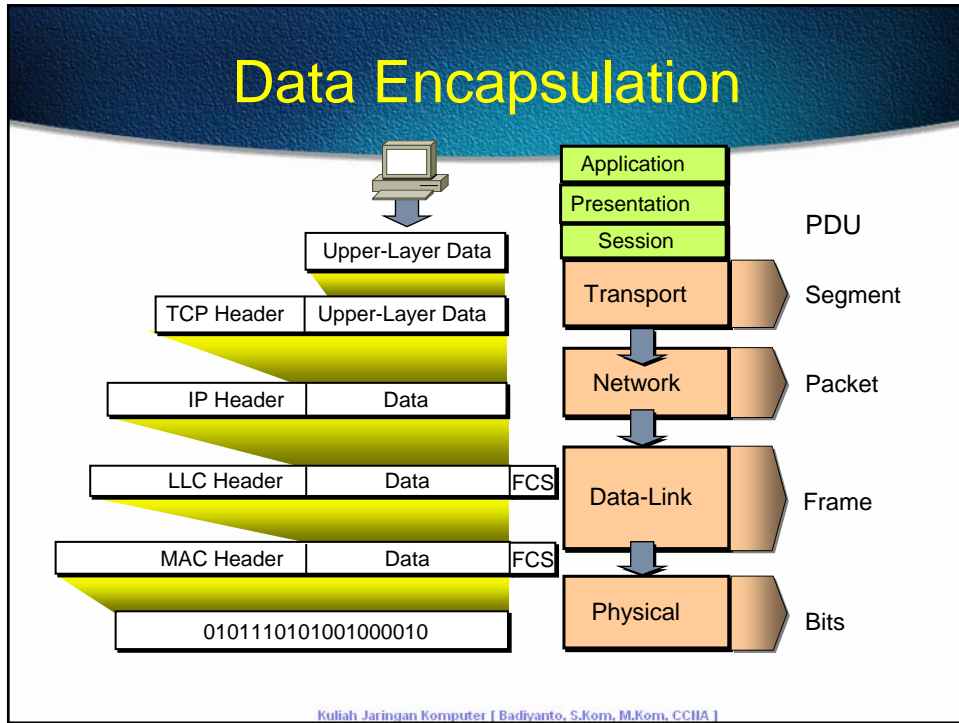 Data Encapsulation
Upper-Layer Data
TCP Header Upper-Layer Data
IP Header Data
LLC Header Data FCS
MAC Header Data FCS
0101110101001000010
Application
Presentation
Session
Transport
Network
Data-Link
Physical
PDU
Segment
Packet
Frame
Bits
Kuliah Jaringan Komputer [ Badiyanto, S.Kom, M.Kom, CCNA ]